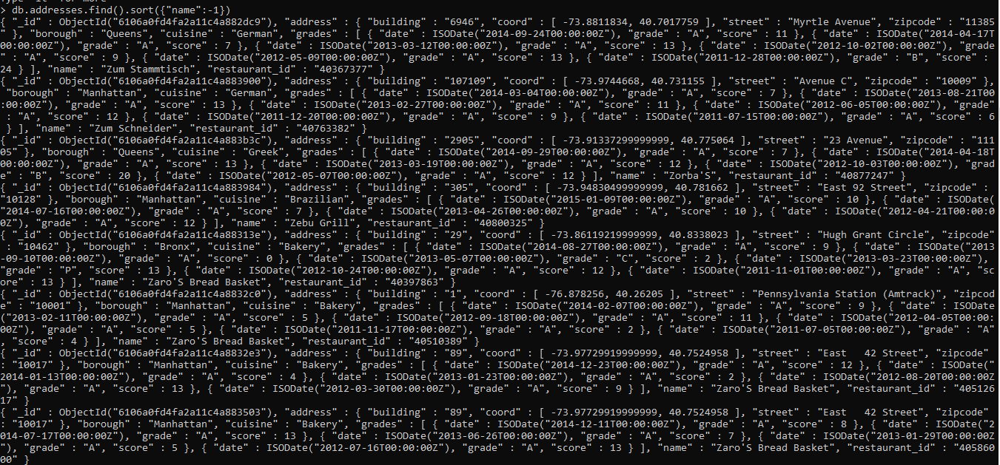 Type "it" for more
> db.addresses.find().sort({"name":-1})
{ "_id" : ObjectId("6106a0fd4fa2a11c4a882dc9"), "address" : { "building" : "6946", "coord" : [ -73.8811834, 40.7017759 ], "street" : "Myrtle Avenue", "zipcode" : "11385
" }, "borough" : "Queens", "cuisine" : "German", "grades" : [ { "date" : ISODate("2014-09-24T00:00:00Z"), "grade" : "A", "score" : 11 }, { "date" : ISODate("2014-04-17T
00:00:00Z"), "grade" : "A", "score" : 7 }, { "date" : ISODate("2013-03-12T00:00:00Z"), "grade" : "A", "score" : 13 }, { "date" : ISODate("2012-10-02T00:00:00Z"), "grade
" : "A", "score" : 9 }, { "date" : ISODate("2012-05-09T00:00:00Z"), "grade" : "A", "score" : 13 }, { "date" : ISODate("2011-12-28T00:00:00Z"), "grade" : "B", "score" :
24 } ], "name" : "Zum Stammtisch", "restaurant_id" : "40367377" }
{ "_id" : ObjectId("6106a0fd4fa2a11c4a883900"), "address" : { "building" : "107109", "coord" : [ -73.9744668, 40.731155 ], "street" : "Avenue C", "zipcode" : "10009" },
"borough" : "Manhattan", "cuisine" : "German", "grades" : [ { "date" : ISODate("2014-03-04T00:00:00Z"), "grade" : "A", "score" : 7 }, { "date" : ISODate("2013-08-21T00
:00:00Z"), "grade" : "A", "score" : 13 }, { "date" : ISODate("2013-02-27T00:00:00Z"), "grade" : "A", "score" : 11 }, { "date" : ISODate("2012-06-05T00:00:00Z"), "grade"
: "A", "score" : 12 }, { "date" : ISODate("2011-12-20T00:00:00Z"), "grade" : "A", "score" : 9 }, { "date" : ISODate("2011-07-15T00:00:00Z"), "grade" : "A", "score" : 6
} ], "name" : "Zum Schneider", "restaurant_id" : "40763382" }
{ "_id" : ObjectId("6106a0fd4fa2a11c4a883b3c"), "address" : { "building" : "2905", "coord" : [ -73.91337299999999, 40.775064 ], "street" : "23 Avenue", "zipcode" : "111
05" }, "borough" : "Queens", "cuisine" : "Greek", "grades" : [ { "date" : ISODate("2014-09-29T00:00:00Z"), "grade" : "A", "score" : 7 }, { "date" : ISODate("2014-04-18T
00:00:00Z"), "grade" : "A", "score" : 13 }, { "date" : ISODate("2013-03-19T00:00:00Z"), "grade" : "A", "score" : 12 }, { "date" : ISODate("2012-10-03T00:00:00Z"), "grad
e" : "B", "score" : 20 }, { "date" : ISODate("2012-05-07T00:00:00Z"), "grade" : "A", "score" : 12 } ], "name" : "Zorba'S", "restaurant_id" : "40877247" }
{ "_id" : ObjectId("6106a0fd4fa2a11c4a883984"), "address" : { "building" : "305", "coord" : [ -73.94830499999999, 40.781662 ], "street" : "East 92 Street", "zipcode" :
"10128" }, "borough" : "Manhattan", "cuisine" : "Brazilian", "grades" : [ { "date" : ISODate("2015-01-09T00:00:00Z"), "grade" : "A", "score" : 10 }, { "date" : ISODate(
"2014-07-16T00:00:00Z"), "grade" : "A", "score" : 7 }, { "date" : ISODate("2013-04-26T00:00:00Z"), "grade" : "A", "score" : 10 }, { "date" : ISODate("2012-04-21T00:00:0
0Z"), "grade" : "A", "score" : 12 } ], "name" : "Zebu Grill", "restaurant_id" : "40800325" }
{ "_id" : ObjectId("6106a0fd4fa2a11c4a88313e"), "address" : { "building" : "29", "coord" : [ -73.86119219999999, 40.8338023 ], "street" : "Hugh Grant Circle", "zipcode"
: "10462" }, "borough" : "Bronx", "cuisine" : "Bakery", "grades" : [ { "date" : ISODate("2014-08-27T00:00:00Z"), "grade" : "A", "score" : 9 }, { "date" : ISODate("2013
-09-10T00:00:00Z"), "grade" : "A", "score" : 0 }, { "date" : ISODate("2013-05-07T00:00:00Z"), "grade" : "C", "score" : 2 }, { "date" : ISODate("2013-03-23T00:00:00Z"),
"grade" : "P", "score" : 13 }, { "date" : ISODate("2012-10-24T00:00:00Z"), "grade" : "A", "score" : 12 }, { "date" : ISODate("2011-11-01T00:00:00Z"), "grade" : "A", "sc
ore" : 13 } ], "name" : "Zaro'S Bread Basket", "restaurant_id" : "40397863" }
{ "_id" : ObjectId("6106a0fd4fa2a11c4a8832c0"), "address" : { "building" : "1", "coord" : [ -76.878256, 40.26205 ], "street" : "Pennsylvania Station (Amtrack)", "zipcod
e" : "10001" }, "borough" : "Manhattan", "cuisine" : "Bakery", "grades" : [ { "date" : ISODate("2014-02-07T00:00:00Z"), "grade" : "A", "score" : 9 }, { "date" : ISODate
("2013-02-11T00:00:00Z"), "grade" : "A", "score" : 5 }, { "date" : ISODate("2012-09-18T00:00:00Z"), "grade" : "A", "score" : 11 }, { "date" : ISODate("2012-04-05T00:00:
00Z"), "grade" : "A", "score" : 5 }, { "date" : ISODate("2011-11-17T00:00:00Z"), "grade" : "A", "score" : 2 }, { "date" : ISODate("2011-07-05T00:00:00Z"), "grade" : "A"
, "score" : 4 } ], "name" : "Zaro'S Bread Basket", "restaurant_id" : "40510389" }
{ "_id" : ObjectId("6106a0fd4fa2a11c4a8832e3"), "address" : { "building" : "89", "coord" : [ -73.97729919999999, 40.7524958 ], "street" : "East   42 Street", "zipcode"
: "10017" }, "borough" : "Manhattan", "cuisine" : "Bakery", "grades" : [ { "date" : ISODate("2014-12-23T00:00:00Z"), "grade" : "A", "score" : 12 }, { "date" : ISODate("
2014-01-13T00:00:00Z"), "grade" : "A", "score" : 4 }, { "date" : ISODate("2013-01-23T00:00:00Z"), "grade" : "A", "score" : 2 }, { "date" : ISODate("2012-08-20T00:00:00Z
"), "grade" : "A", "score" : 13 }, { "date" : ISODate("2012-03-30T00:00:00Z"), "grade" : "A", "score" : 9 } ], "name" : "Zaro'S Bread Basket", "restaurant_id" : "405126
17" }
{ "_id" : ObjectId("6106a0fd4fa2a11c4a883503"), "address" : { "building" : "89", "coord" : [ -73.97729919999999, 40.7524958 ], "street" : "East   42 Street", "zipcode"
: "10017" }, "borough" : "Manhattan", "cuisine" : "Bakery", "grades" : [ { "date" : ISODate("2014-12-11T00:00:00Z"), "grade" : "A", "score" : 8 }, { "date" : ISODate("2
014-07-17T00:00:00Z"), "grade" : "A", "score" : 13 }, { "date" : ISODate("2013-06-26T00:00:00Z"), "grade" : "A", "score" : 7 }, { "date" : ISODate("2013-01-29T00:00:00Z
"), "grade" : "A", "score" : 5 }, { "date" : ISODate("2012-07-16T00:00:00Z"), "grade" : "A", "score" : 13 } ], "name" : "Zaro'S Bread Basket", "restaurant_id" : "405860
00" }